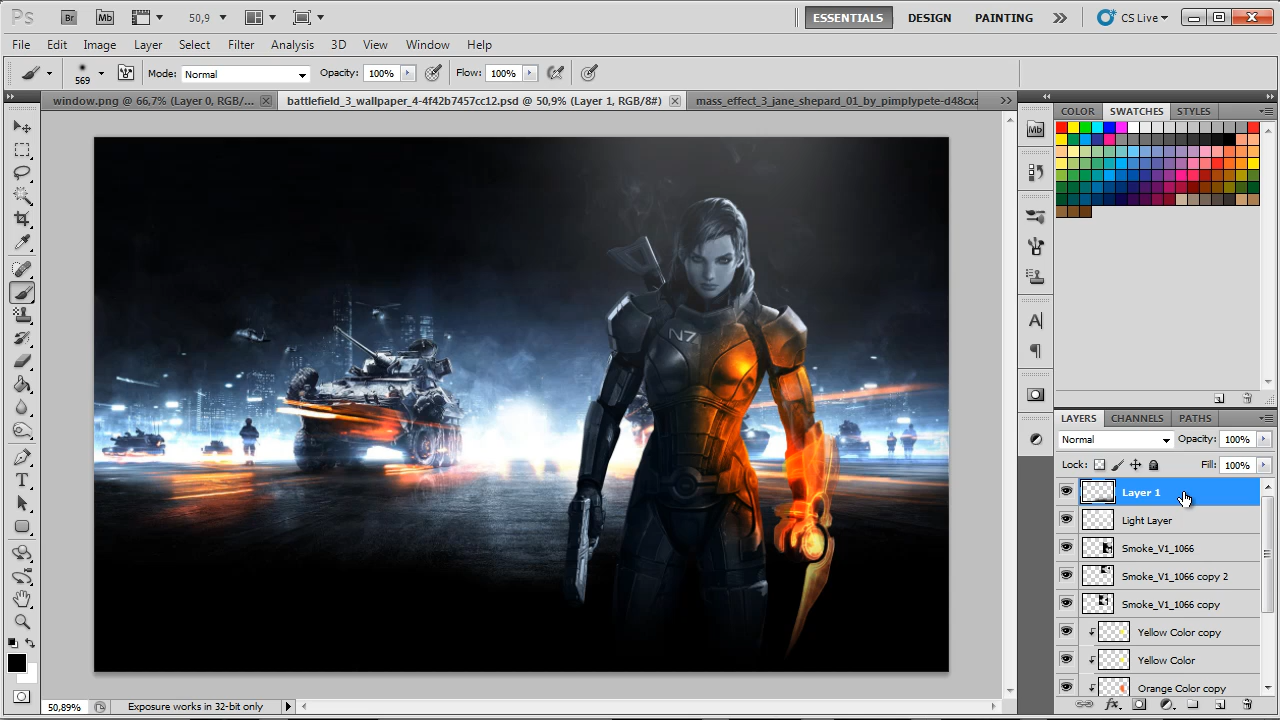 Ps Br Mb 50,9 ESSENTIALS DESIGN PAINTING CS Live
File Edit Image Layer Select Filter Analysis 3D View Window Help
569 Mode: Normal Opacity: 100% Flow: 100%
window.png @ 66,7% (Layer 0, RGB/... battlefield_3_wallpaper_4-4f42b7457cc12.psd @ 50,9% (Layer 1, RGB/8#) mass_effect_3_jane_shepard_01_by_pimplypete-d48cxa
COLOR SWATCHES STYLES
Mb
N7
LAYERS CHANNELS PATHS
Normal Opacity: 100%
Lock: Fill: 100%
Layer 1
Light Layer
Smoke_V1_1066
Smoke_V1_1066 copy 2
Smoke_V1_1066 copy
Yellow Color copy
Yellow Color
Orange Color copy
50,89% Exposure works in 32-bit only